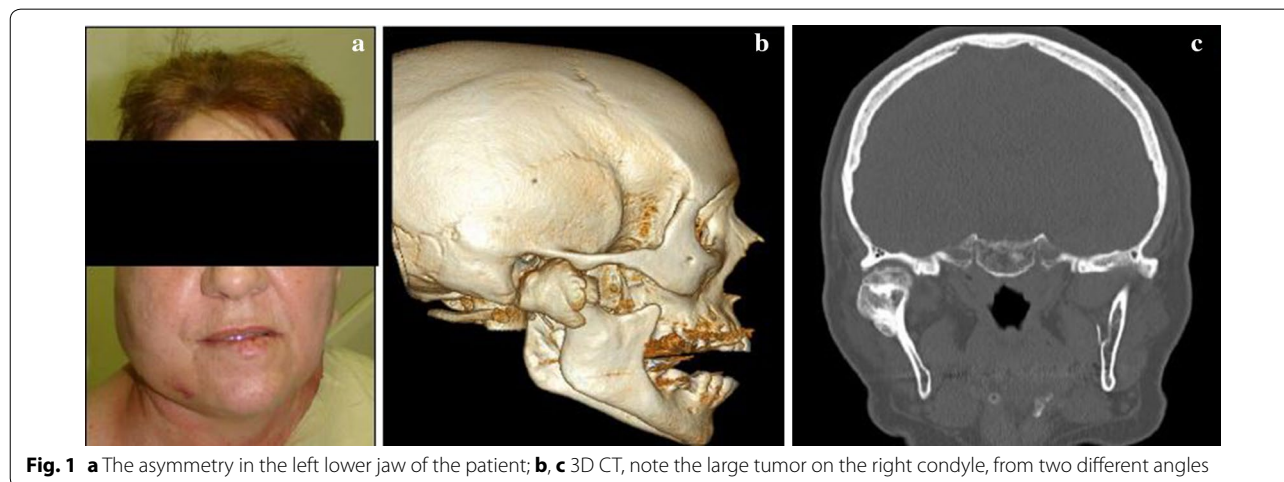 a
b
c
Fig. 1 a The asymmetry in the left lower jaw of the patient; b, c 3D CT, note the large tumor on the right condyle, from two different angles